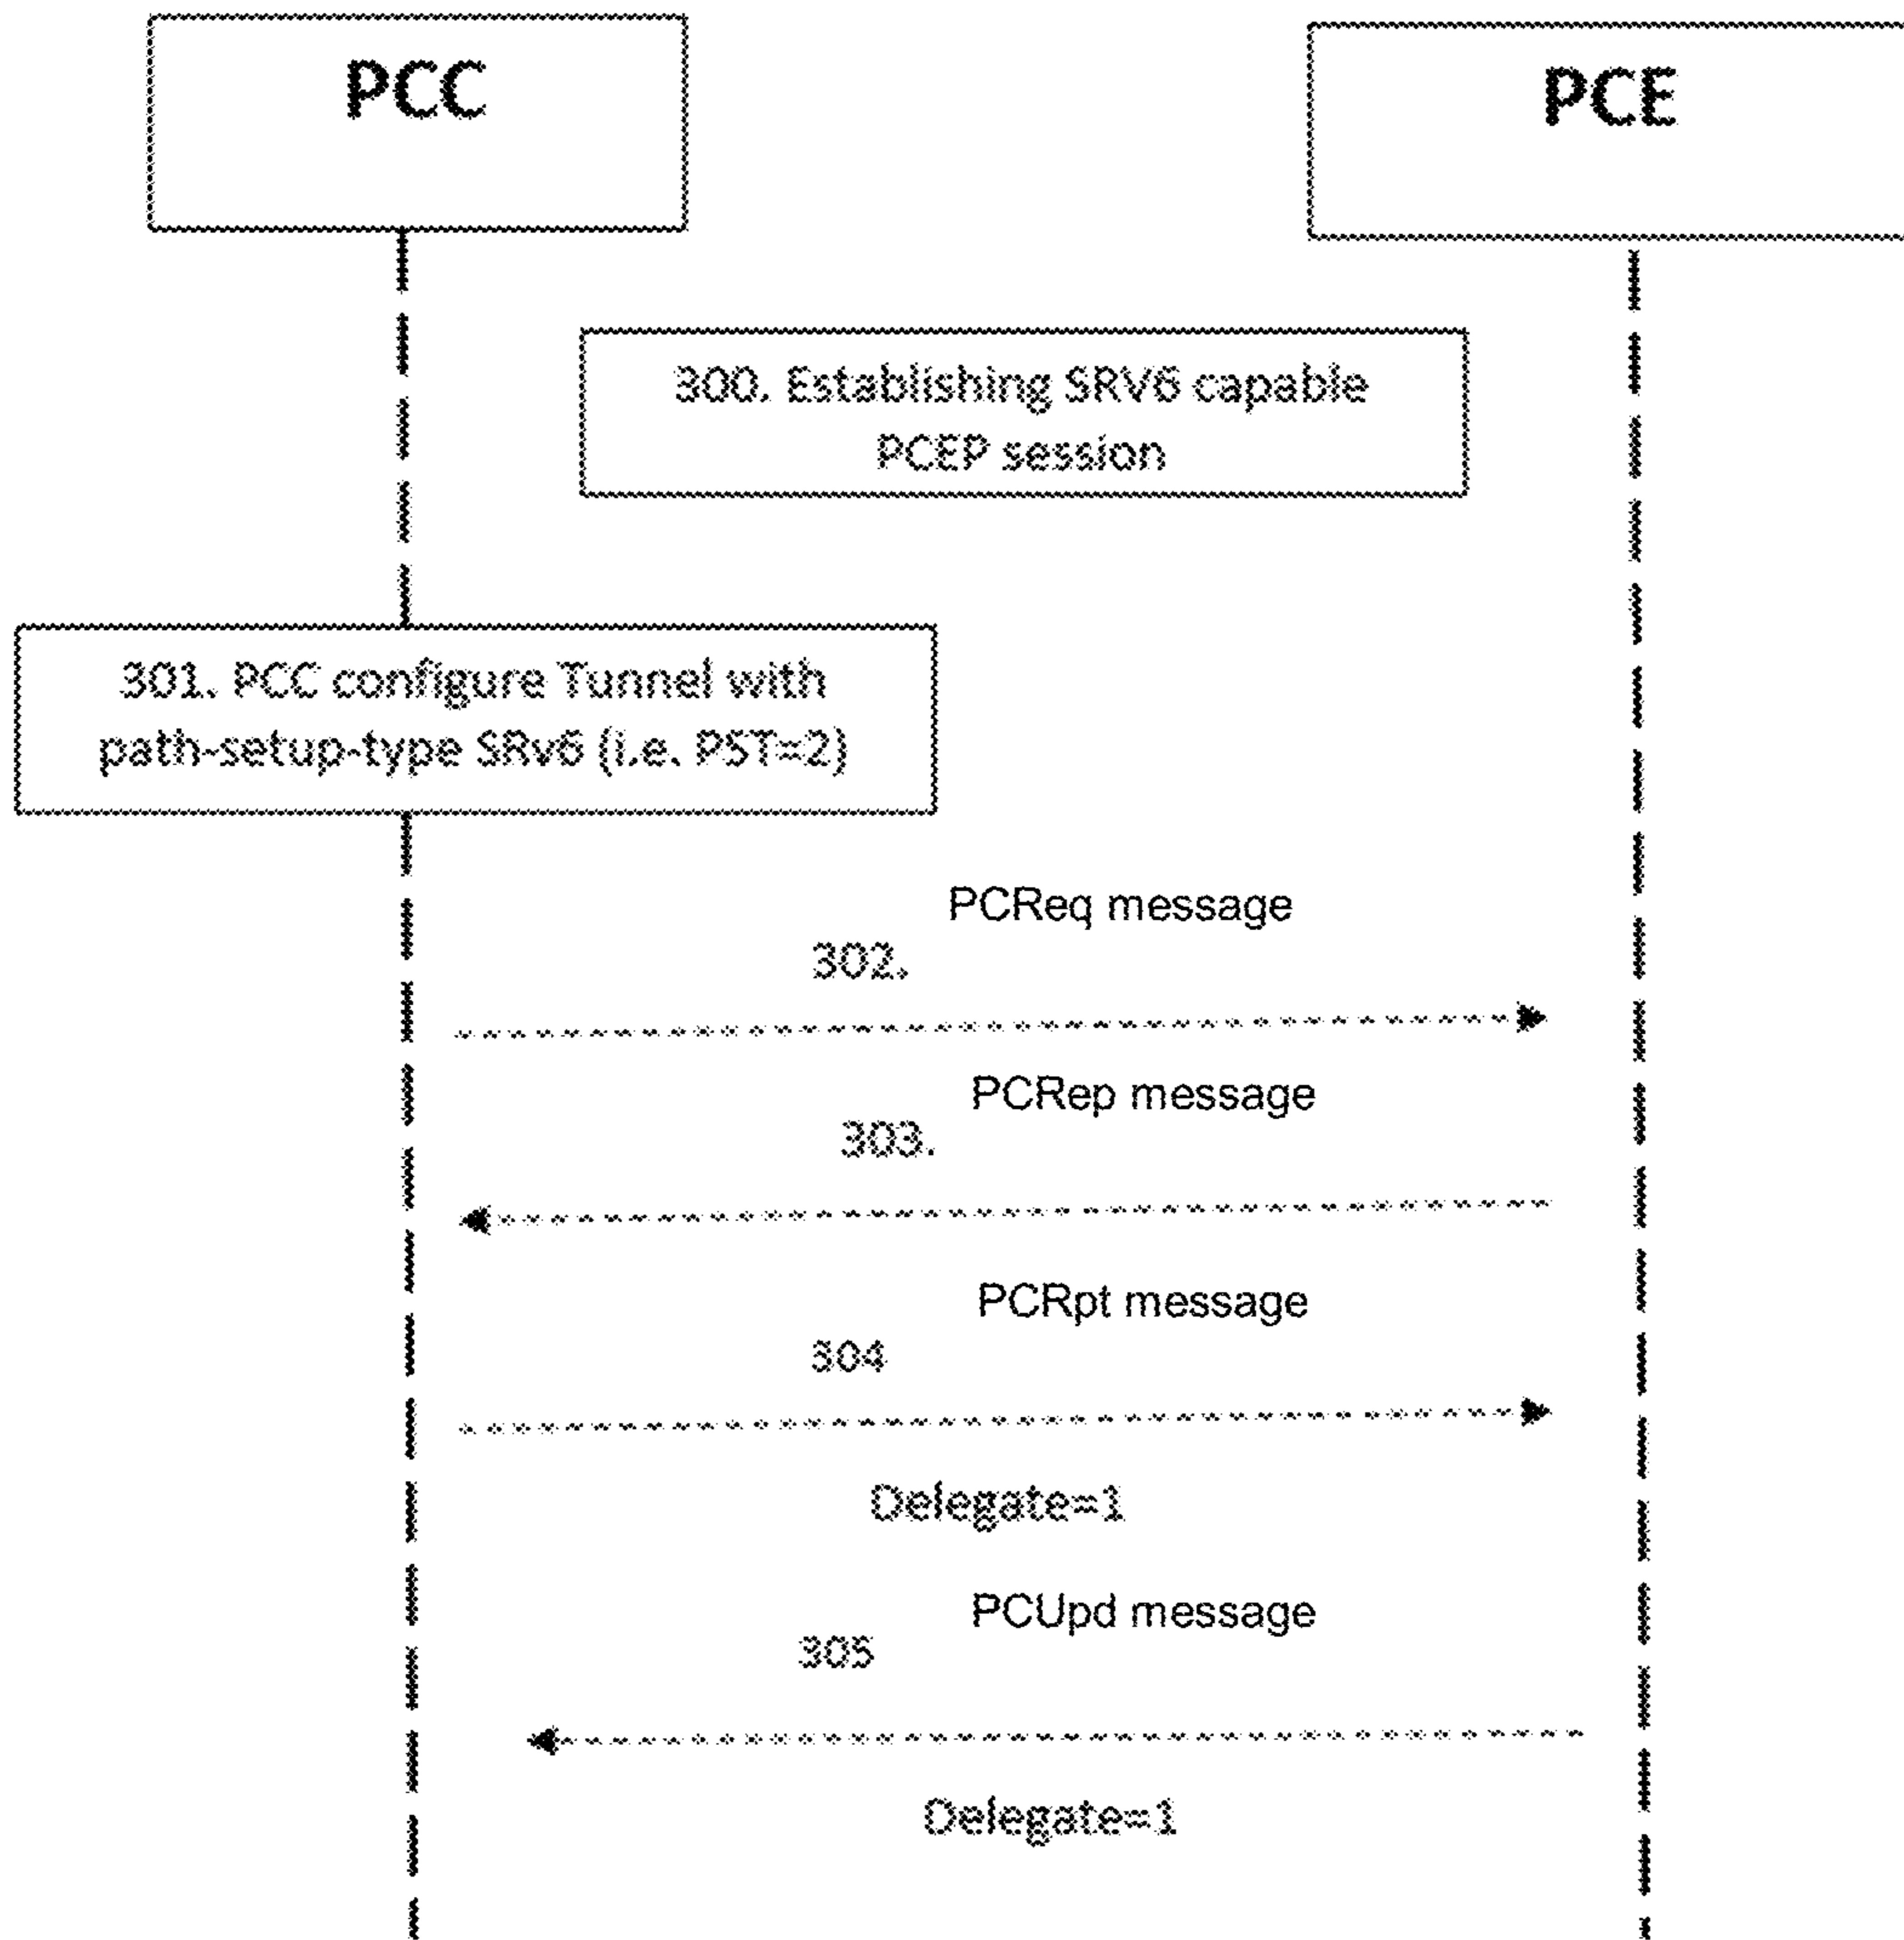 PCC
PCE
300. Establishing SRV6 capable
PCEP session
301. PCC configure Tunnel with
path-setup-type SRv6 (i.e. PST=2)
PCReq message
302.
PCRep message
303.
PCRpt message
304
Delegate=1
PCUpd message
305
Delegate=1